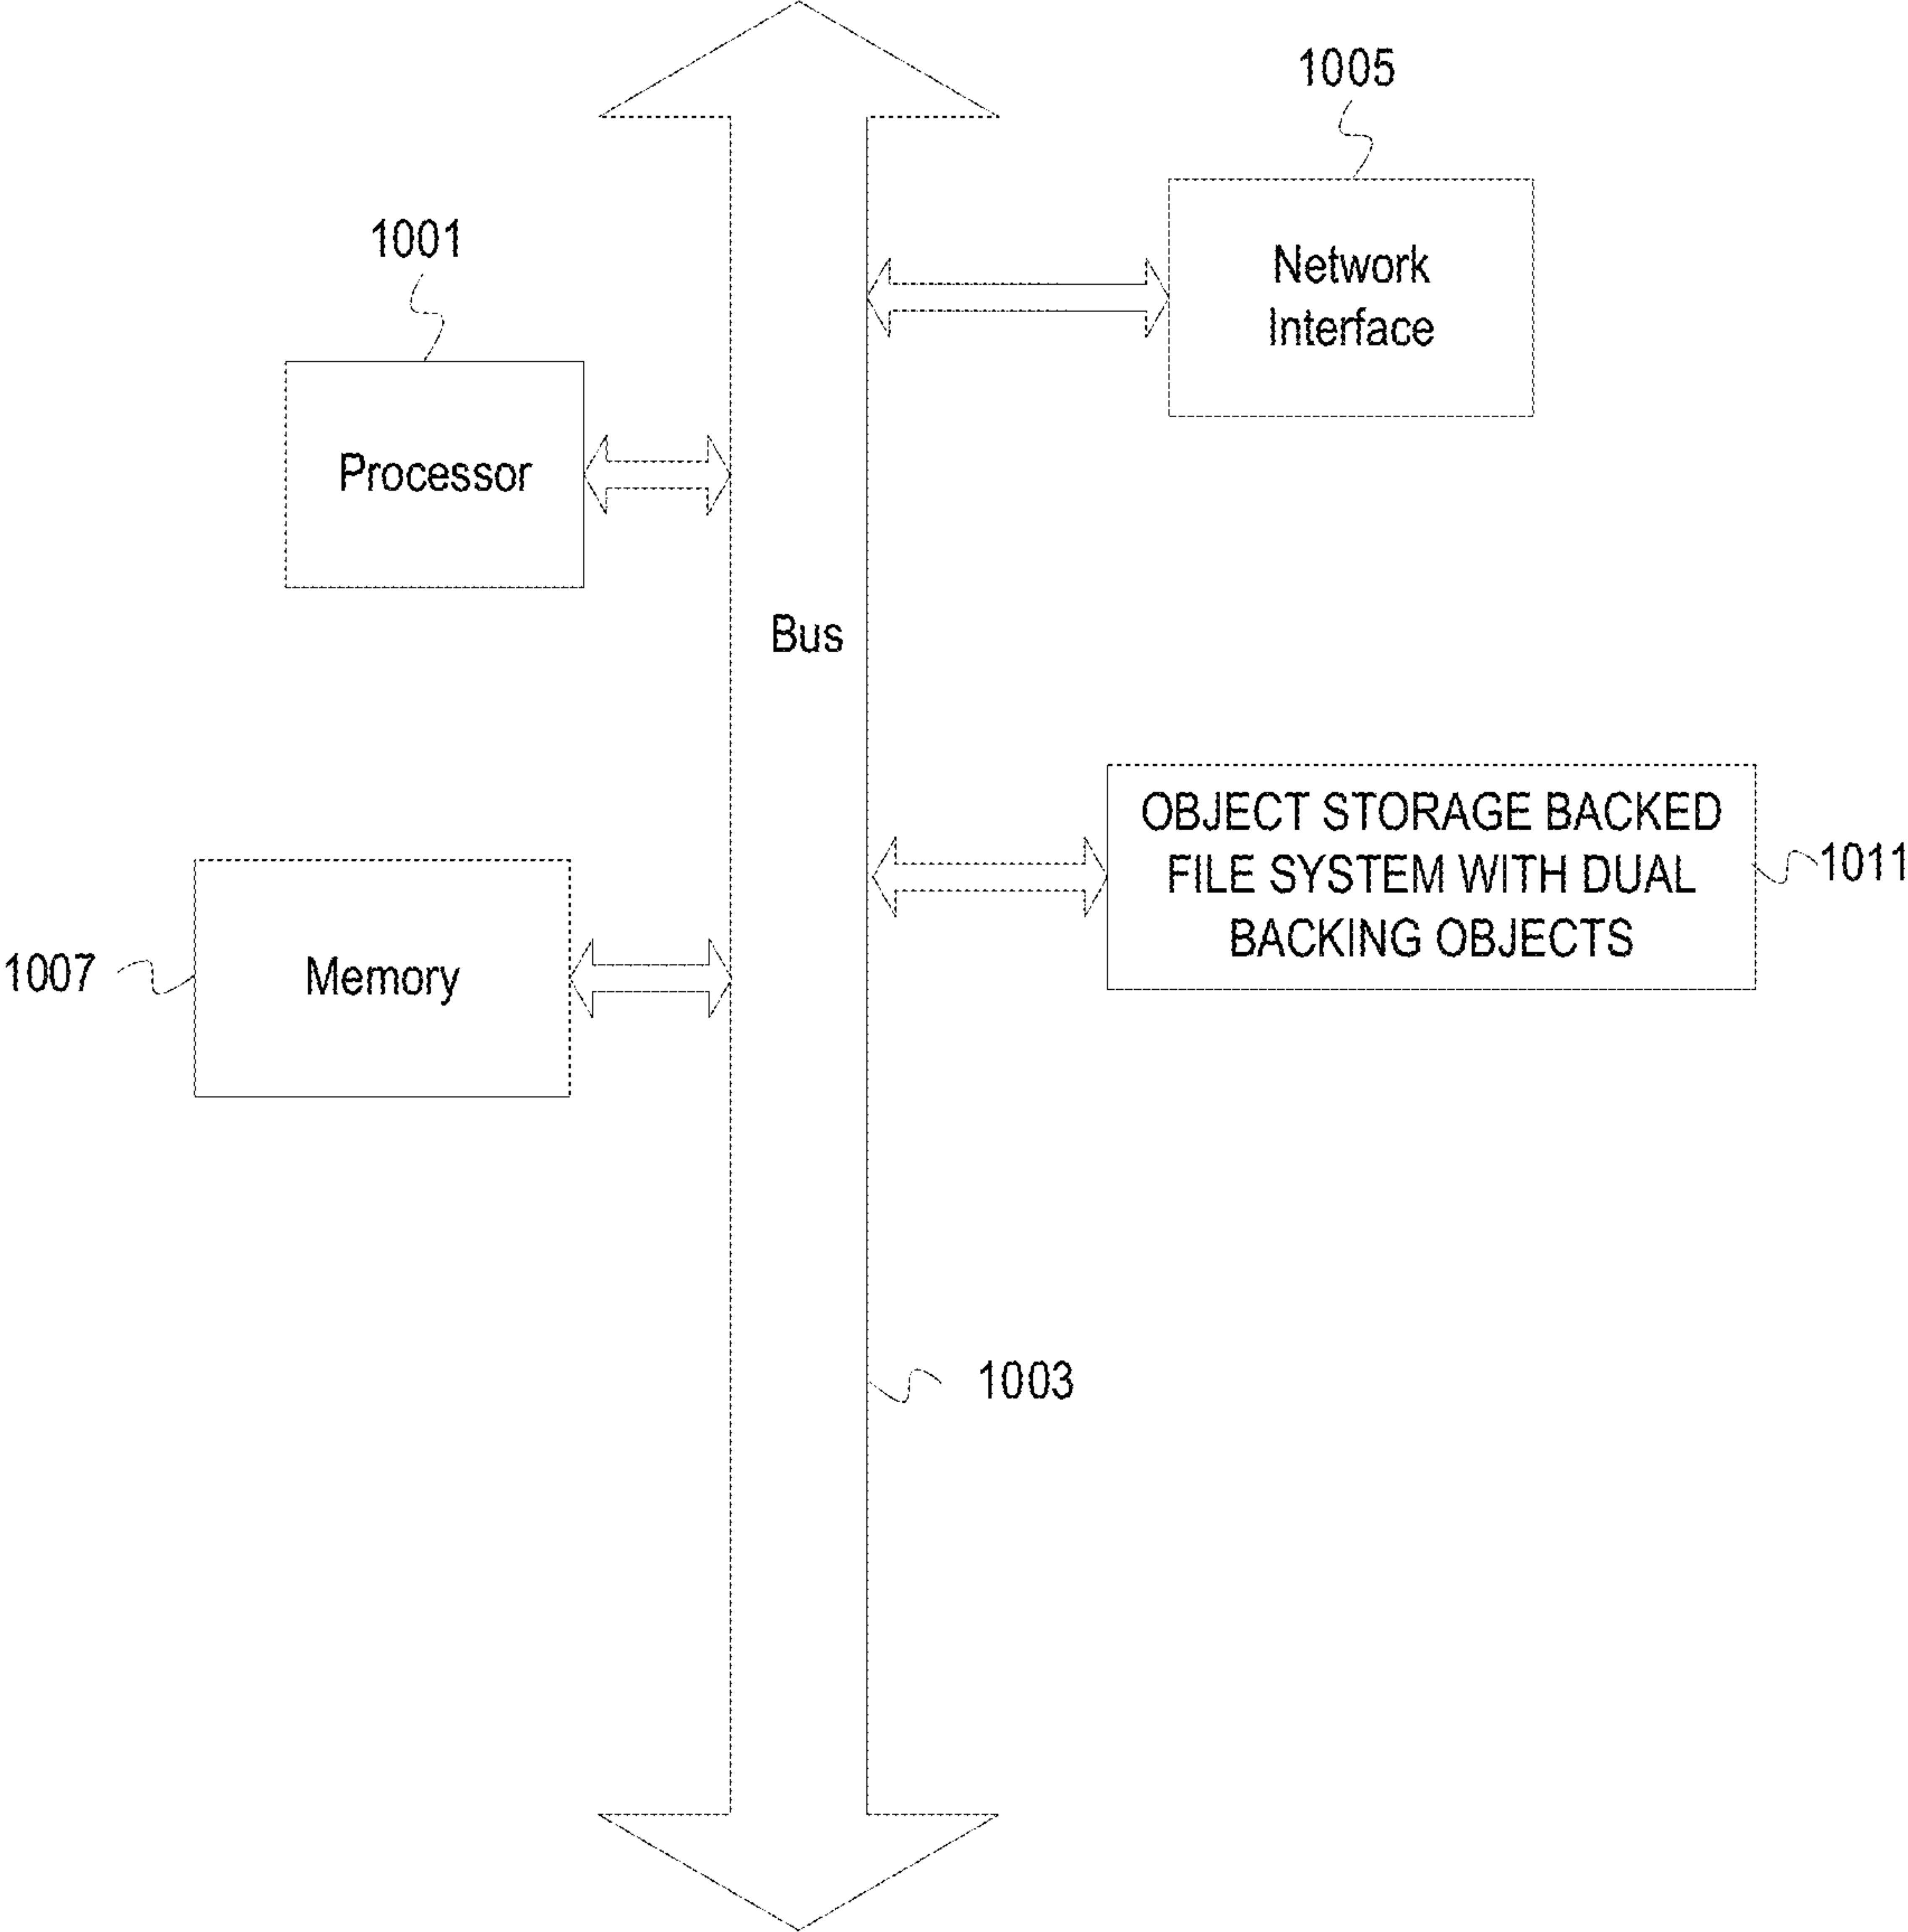 1005
Network
Interface
1001
Processor
Bus
OBJECT STORAGE BACKED
FILE SYSTEM WITH DUAL
BACKING OBJECTS
1011
1007
Memory
1003